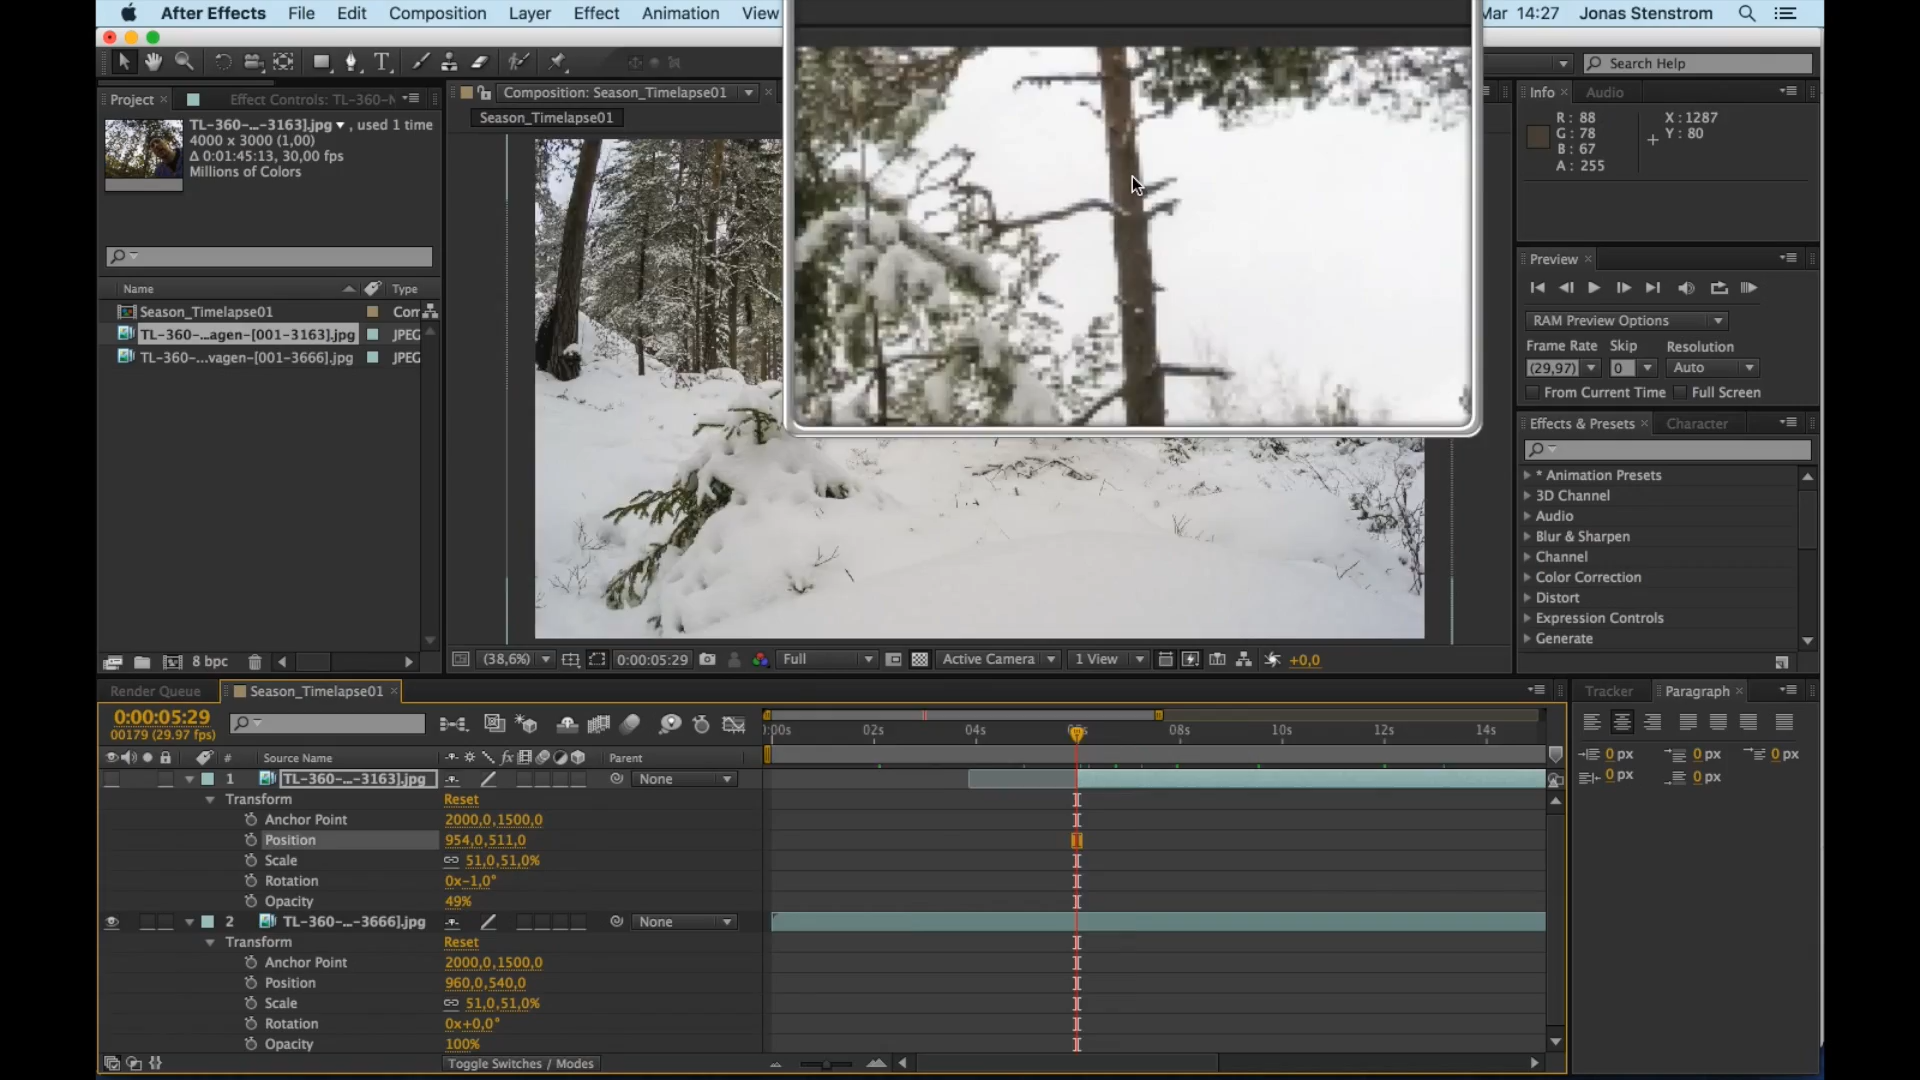 After Effects File Edit Composition Layer Effect Animation View
Mar 14:27 Jonas Stenstrom
Search Help
Project × Effect Controls: TL-360-
Composition: Season_Timelapse01
Season_Timelapse01
TL-360-...-3163].jpg , used 1 time
4000 x 3000 (1,00)
Δ 0:01:45:13, 30,00 fps
Millions of Colors
Name Type
Season_Timelapse01 Com
TL-360-...agen-[001-3163].jpg JPEG
TL-360-...vagen-[001-3666].jpg JPEG
8 bpc
(38,6%) 0:00:05:29 Full Active Camera 1 View +0,0
Info × Audio
R: 88
G: 78
B: 67
A: 255
X: 1287
Y: 80
Preview ×
RAM Preview Options
Frame Rate Skip Resolution
(29,97) 0 Auto
From Current Time Full Screen
Effects & Presets × Character
* Animation Presets
3D Channel
Audio
Blur & Sharpen
Channel
Color Correction
Distort
Expression Controls
Generate
Render Queue Season_Timelapse01 ×
0:00:05:29
00179 (29.97 fps)
:00s 02s 04s 08s 10s 12s 14s
# Source Name fx Parent
1 TL-360-...-3163].jpg None
Transform Reset
Anchor Point 2000,0,1500,0
Position 954,0,511,0
Scale 51,0,51,0%
Rotation 0x-1,0°
Opacity 49%
2 TL-360-...-3666].jpg None
Transform Reset
Anchor Point 2000,0,1500,0
Position 960,0,540,0
Scale 51,0,51,0%
Rotation 0x+0,0°
Opacity 100%
Toggle Switches / Modes
Tracker Paragraph ×
0 px 0 px 0 px
0 px 0 px